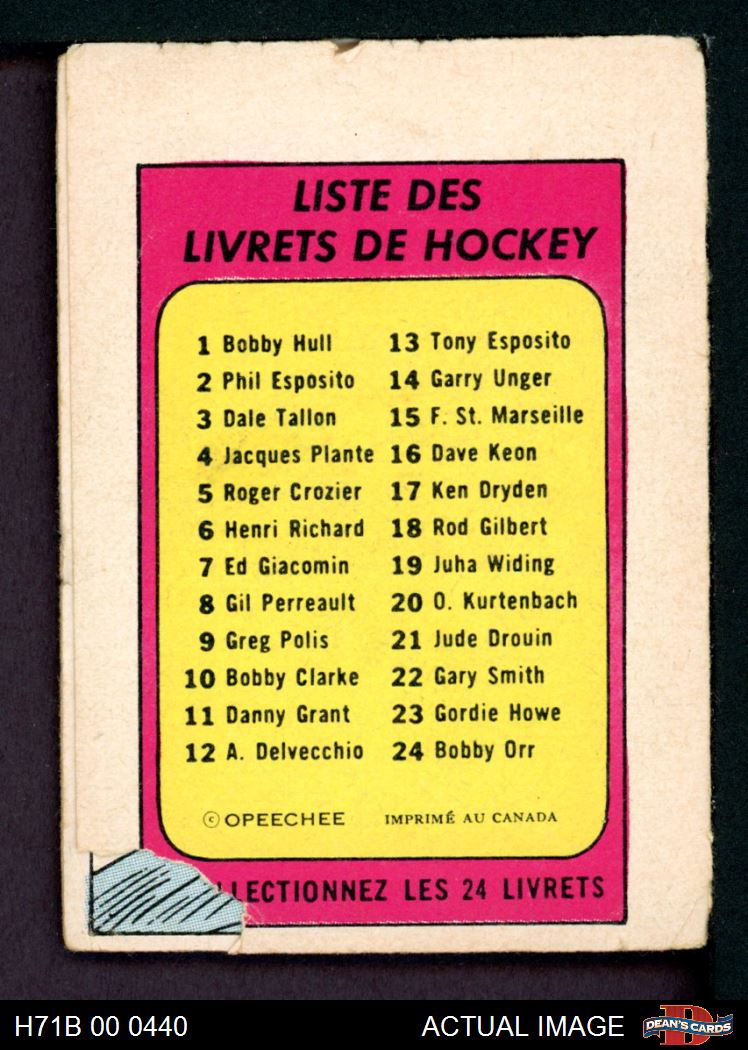 LISTE DES
LIVRETS DE HOCKEY
1 Bobby Hull
2 Phil Esposito
3 Dale Tallon
4 Jacques Plante
5 Roger Crozier
6 Henri Richard
7 Ed Giacomin
8 Gil Perreault
9 Greg Polis
10 Bobby Clarke
11 Danny Grant
12 A. Delvecchio
13 Tony Esposito
14 Garry Unger
15 F. St. Marseille
16 Dave Keon
17 Ken Dryden
18 Rod Gilbert
19 Juha Widing
20 O. Kurtenbach
21 Jude Drouin
22 Gary Smith
23 Gordie Howe
24 Bobby Orr
© OPEECHEE IMPRIMÉ AU CANADA
LLECTIONNEZ LES 24 LIVRETS
H71B 00 0440 ACTUAL IMAGE
D
DEAN'S CARDS